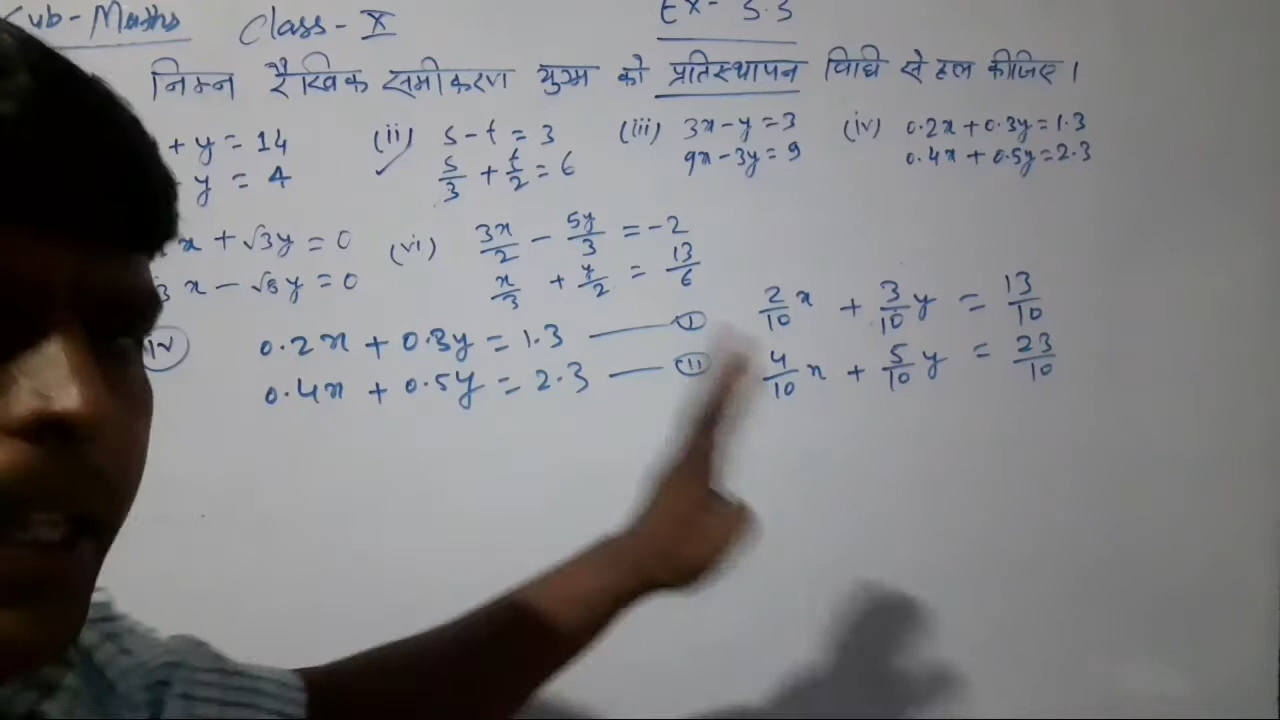 Sub- Maths Class- X Ex- 3.3
निम्न रैखिक समीकरण युग्म को प्रतिस्थापन विधि से हल कीजिए।
+ y = 14 (ii) s - t = 3 (iii) 3x - y = 3 (iv) 0.2x + 0.3y = 1.3
y = 4 s/3 + t/2 = 6 9x - 3y = 9 0.4x + 0.5y = 2.3
x + √3y = 0 (vi) 3x/2 - 5y/3 = -2
x - √8y = 0 x/3 + y/2 = 13/6
iv 0.2x + 0.3y = 1.3 — (i) 2/10 x + 3/10 y = 13/10
0.4x + 0.5y = 2.3 — (ii) 4/10 x + 5/10 y = 23/10